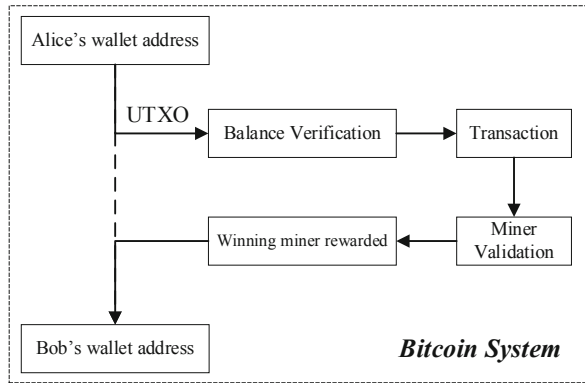 Alice’s wallet address
UTXO
Balance Verification
Transaction
Winning miner rewarded
Miner
Validation
Bob’s wallet address
Bitcoin System